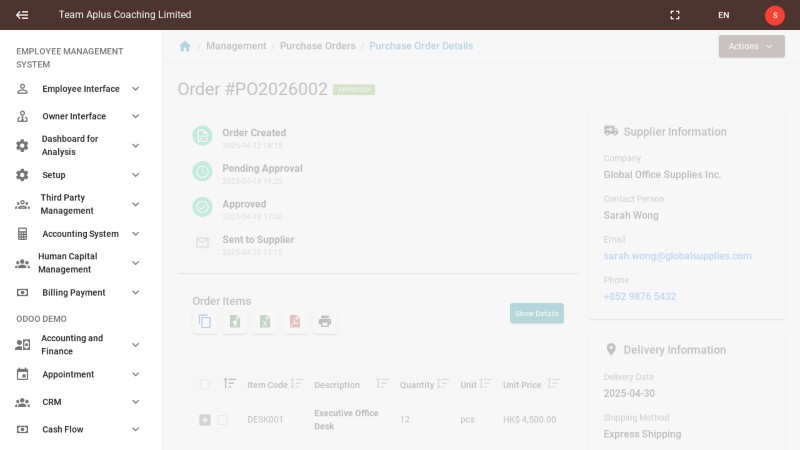 Team Aplus Coaching Limited
EN
S
EMPLOYEE MANAGEMENT
SYSTEM
Employee Interface
Owner Interface
Dashboard for
Analysis
Setup
Third Party
Management
Accounting System
Human Capital
Management
Billing Payment
ODOO DEMO
Accounting and
Finance
Appointment
CRM
Cash Flow
/ Management / Purchase Orders / Purchase Order Details
Actions
Order #PO2026002
APPROVED
Order Created
2025-04-12 18:15
Pending Approval
2025-04-14 19:20
Approved
2025-04-18 17:00
Sent to Supplier
2025-04-25 17:15
Order Items
Show Details
Item Code
Description
Quantity
Unit
Unit Price
DESK001
Executive Office
Desk
12
pcs
HK$ 4,500.00
Supplier Information
Company
Global Office Supplies Inc.
Contact Person
Sarah Wong
Email
sarah.wong@globalsupplies.com
Phone
+852 9876 5432
Delivery Information
Delivery Date
2025-04-30
Shipping Method
Express Shipping